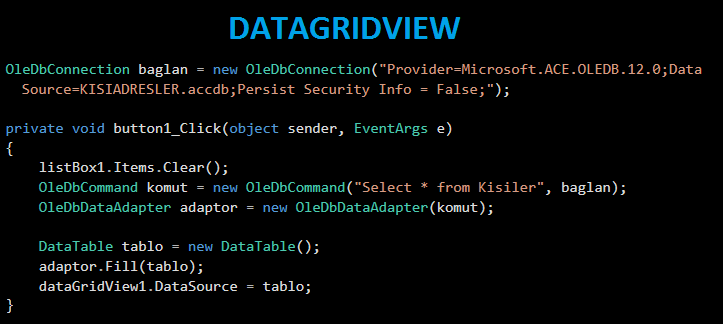 DATAGRIDVIEW
OleDbConnection baglan = new OleDbConnection("Provider=Microsoft.ACE.OLEDB.12.0;Data
Source=KISIADRESLER.accdb;Persist Security Info = False;");
private void button1_Click(object sender, EventArgs e)
{
listBox1.Items.Clear();
OleDbCommand komut = new OleDbCommand("Select * from Kisiler", baglan);
OleDbDataAdapter adaptor = new OleDbDataAdapter(komut);
DataTable tablo = new DataTable();
adaptor.Fill(tablo);
dataGridView1.DataSource = tablo;
}